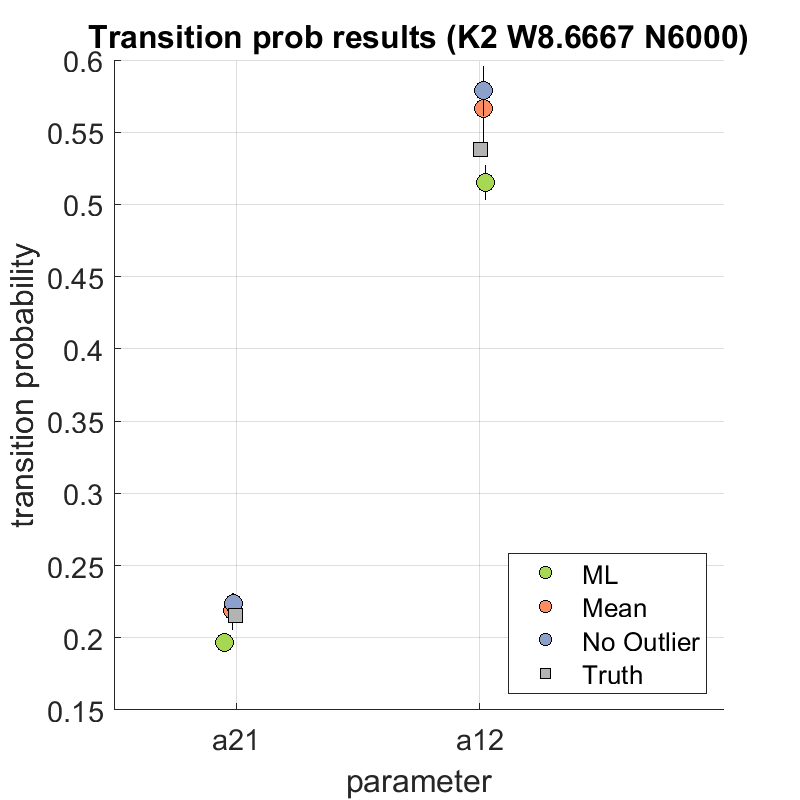 Transition prob results (K2 W8.6667 N6000)
0.6
0.55
0.5
0.45
0.4
0.35
0.3
0.25
0.2
0.15
transition probability
a21
a12
parameter
ML
Mean
No Outlier
Truth